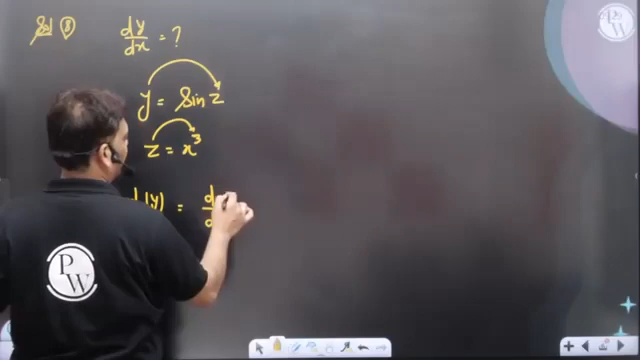 Sol ③ dy/dx = ?
y = Sin z
z = x³
d(y) = d
P
W
PW